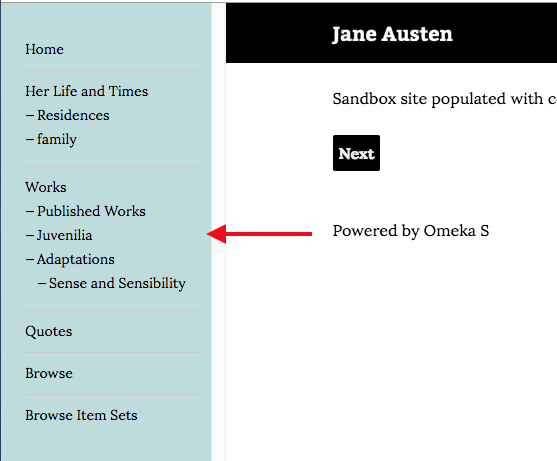 Home
Her Life and Times
– Residences
– family
Works
– Published Works
– Juvenilia
– Adaptations
– Sense and Sensibility
Quotes
Browse
Browse Item Sets
Jane Austen
Sandbox site populated with
Next
Powered by Omeka S